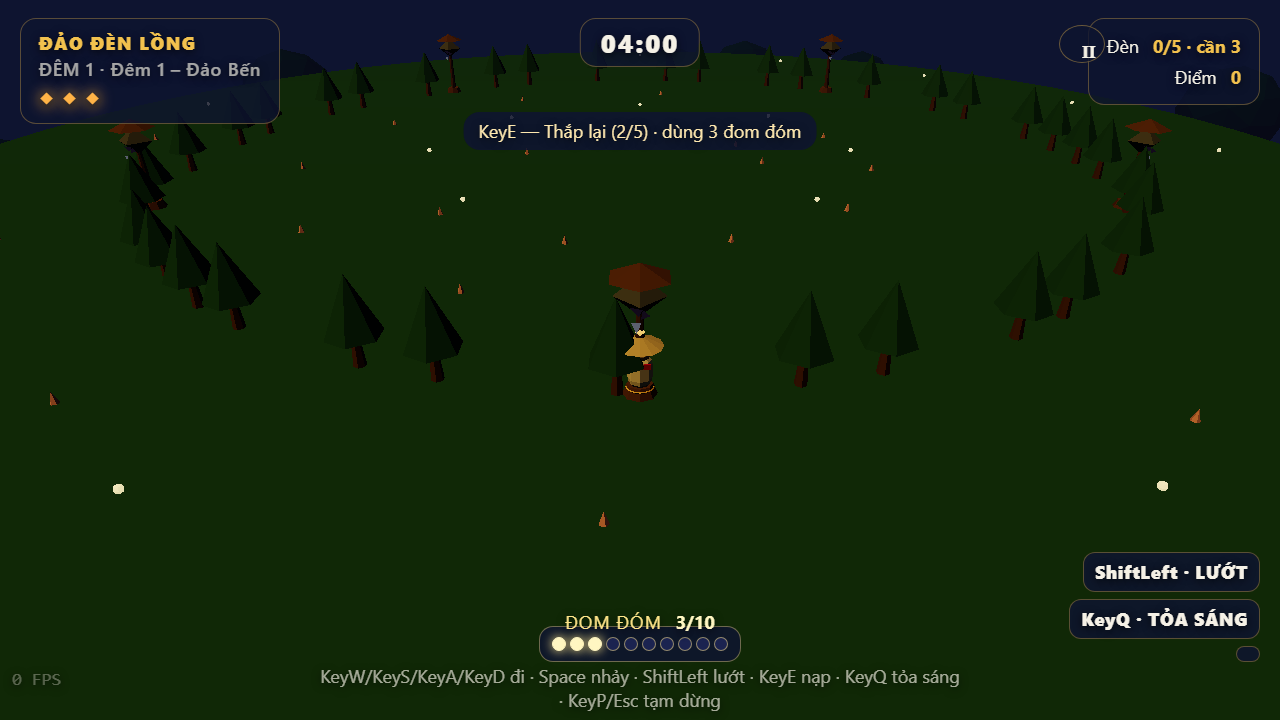 ĐẢO ĐÈN LỒNG
ĐÊM 1 · Đêm 1 – Đảo Bến
04:00
II
Đèn 0/5 · cần 3
Điểm 0
KeyE — Thắp lại (2/5) · dùng 3 đom đóm
ShiftLeft · LƯỚT
KeyQ · TỎA SÁNG
ĐOM ĐÓM 3/10
0 FPS
KeyW/KeyS/KeyA/KeyD đi · Space nhảy · ShiftLeft lướt · KeyE nạp · KeyQ tỏa sáng
· KeyP/Esc tạm dừng